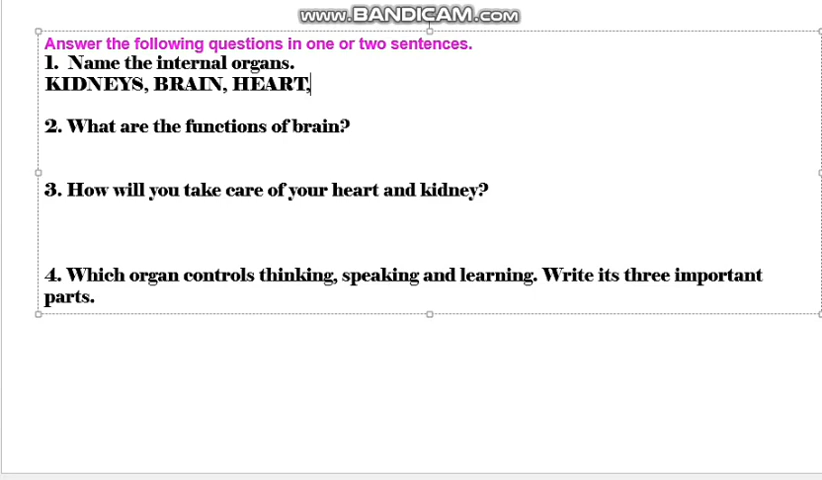 www.BANDICAM.com
Answer the following questions in one or two sentences.
1. Name the internal organs.
KIDNEYS, BRAIN, HEART,
2. What are the functions of brain?
3. How will you take care of your heart and kidney?
4. Which organ controls thinking, speaking and learning. Write its three important
parts.